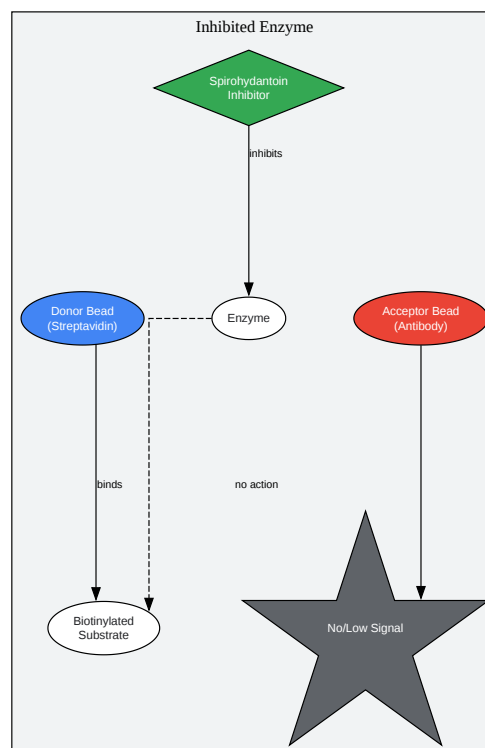 Inhibited Enzyme
Spirohydantoin
Inhibitor
inhibits
Donor Bead
(Streptavidin)
Enzyme
Acceptor Bead
(Antibody)
binds
no action
Biotinylated
Substrate
No/Low Signal